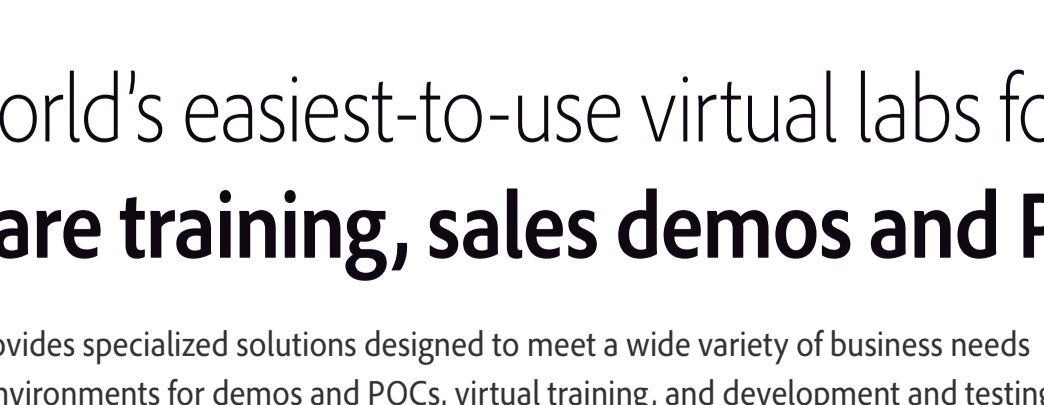 orld’s easiest-to-use virtual labs fo
are training, sales demos and P
ovides specialized solutions designed to meet a wide variety of business needs
nvironments for demos and POCs, virtual training, and development and testing